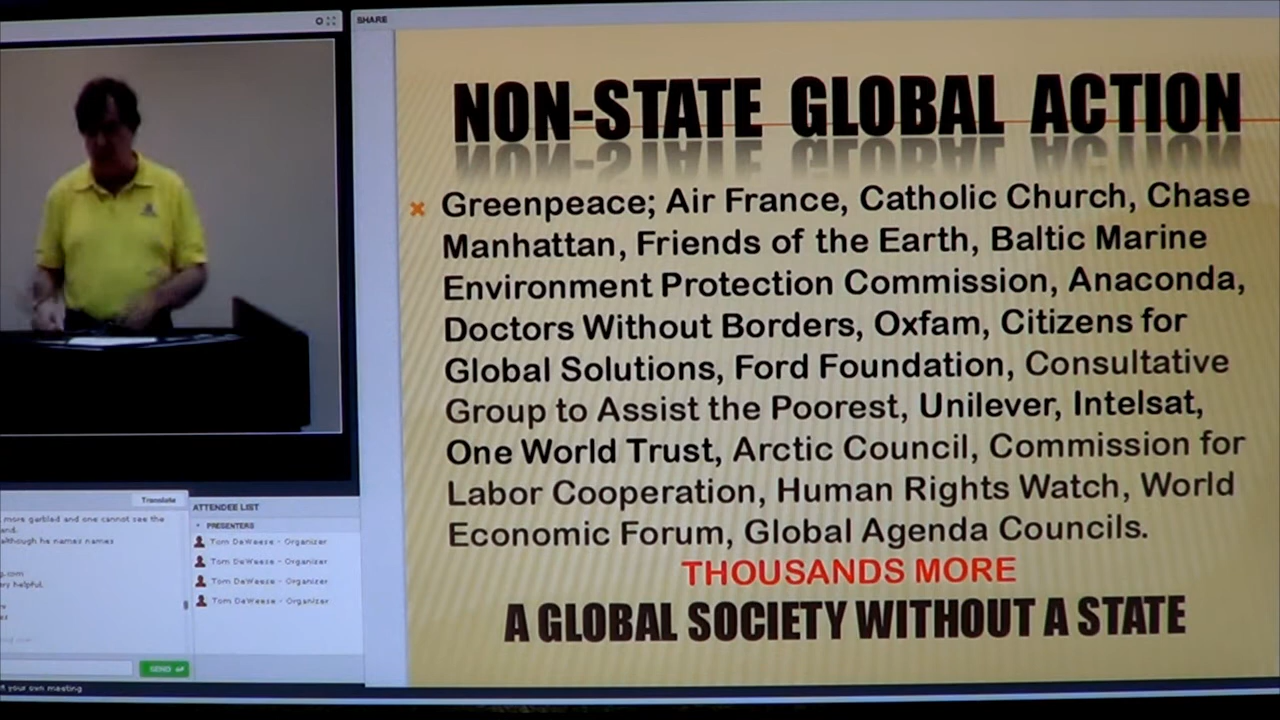 SHARE
NON-STATE GLOBAL ACTION
Greenpeace; Air France, Catholic Church, Chase
Manhattan, Friends of the Earth, Baltic Marine
Environment Protection Commission, Anaconda,
Doctors Without Borders, Oxfam, Citizens for
Global Solutions, Ford Foundation, Consultative
Group to Assist the Poorest, Unilever, Intelsat,
One World Trust, Arctic Council, Commission for
Labor Cooperation, Human Rights Watch, World
Economic Forum, Global Agenda Councils.
THOUSANDS MORE
A GLOBAL SOCIETY WITHOUT A STATE
Translate
more garbled and one cannot see the
although he names names
helpful.
ATTENDEE LIST
PRESENTERS
Tom DeWeese - Organizer
Tom DeWeese - Organizer
Tom DeWeese - Organizer
Tom DeWeese - Organizer
SEND
your own meeting